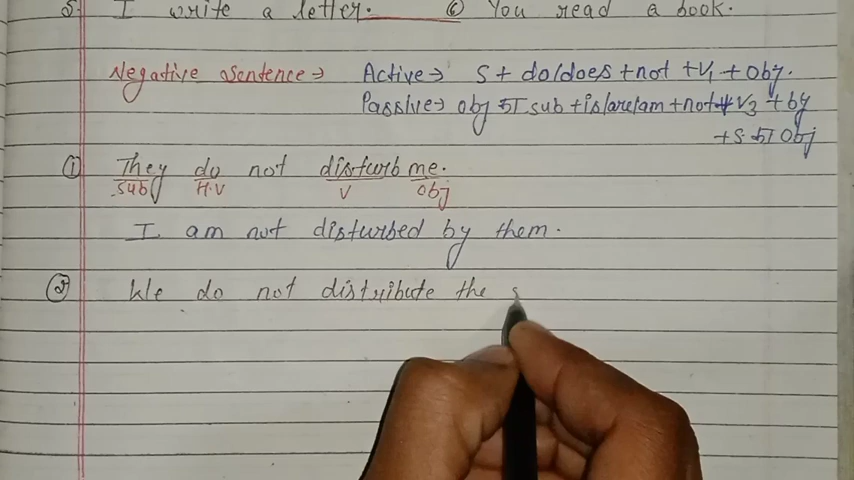 5. I write a letter. ⑥ You read a book.
Negative Sentence ⇒ Active → S + do/does + not + V₁ + Obj.
Passive → Obj का sub + is/are/am + not + V₃ + by
+ S. का Obj
① They do not disturb me.
Sub H.V V Obj
I am not disturbed by them.
② We do not distribute the s